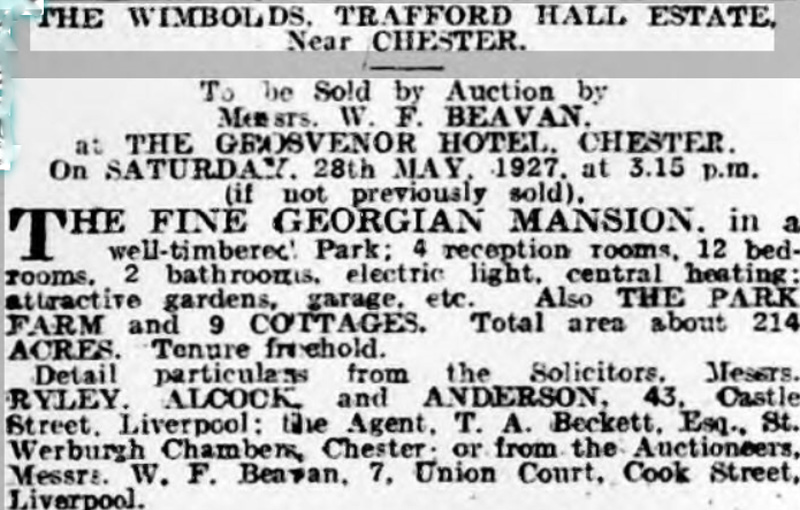 THE WIMBOLDS, TRAFFORD HALL ESTATE,
Near CHESTER.
To be Sold by Auction by
Messrs. W. F. BEAVAN,
at THE GROSVENOR HOTEL, CHESTER.
On SATURDAY, 28th MAY, 1927, at 3.15 p.m.
(if not previously sold),
THE FINE GEORGIAN MANSION, in a
well-timbered Park; 4 reception rooms, 12 bed-
rooms, 2 bathrooms, electric light, central heating;
attractive gardens, garage, etc. Also THE PARK
FARM and 9 COTTAGES. Total area about 214
ACRES. Tenure freehold.
Detail particulars from the Solicitors, Messrs.
RYLEY, ALCOCK, and ANDERSON, 43, Castle
Street, Liverpool; the Agent, T. A. Beckett, Esq., St.
Werburgh Chambers, Chester; or from the Auctioneers,
Messrs. W. F. Beavan, 7, Union Court, Cook Street,
Liverpool.